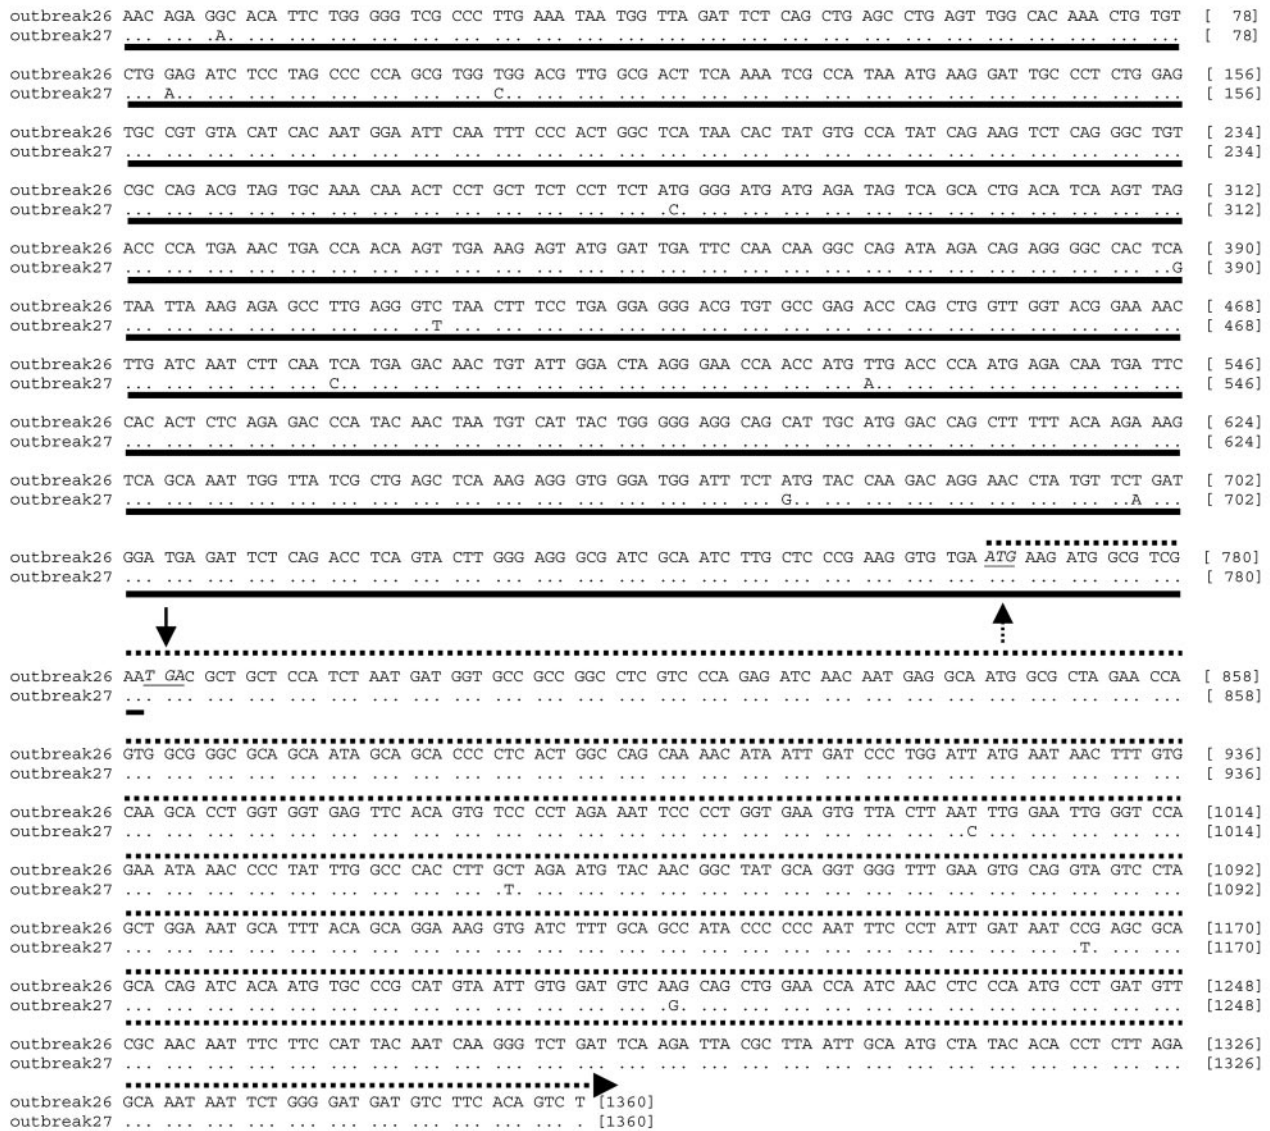 outbreak26 AAC AGA GGC ACA TTC TGG GGG TCG CCC TTG AAA TAA TGG TTA GAT TCT CAG CTG AGC CTG AGT TGG CAC AAA CTG TGT [ 78]
outbreak27 ... ... .A. ... ... ... ... ... ... ... ... ... ... ... ... ... ... ... ... ... ... ... ... ... ... ... [ 78]
outbreak26 CTG GAG ATC TCC TAG CCC CCA GCG TGG TGG ACG TTG GCG ACT TCA AAA TCG CCA TAA ATG AAG GAT TGC CCT CTG GAG [ 156]
outbreak27 ... A.. ... ... ... ... ... ... ... C.. ... ... ... ... ... ... ... ... ... ... ... ... ... ... ... ... [ 156]
outbreak26 TGC CGT GTA CAT CAC AAT GGA ATT CAA TTT CCC ACT GGC TCA TAA CAC TAT GTG CCA TAT CAG AAG TCT CAG GGC TGT [ 234]
outbreak27 ... ... ... ... ... ... ... ... ... ... ... ... ... ... ... ... ... ... ... ... ... ... ... ... ... ... [ 234]
outbreak26 CGC CAG ACG TAG TGC AAA CAA ACT CCT GCT TCT CCT TCT ATG GGG ATG ATG AGA TAG TCA GCA CTG ACA TCA AGT TAG [ 312]
outbreak27 ... ... ... ... ... ... ... ... ... ... ... ... ... .C. ... ... ... ... ... ... ... ... ... ... ... ... [ 312]
outbreak26 ACC CCA TGA AAC TGA CCA ACA AGT TGA AAG AGT ATG GAT TGA TTC CAA CAA GGC CAG ATA AGA CAG AGG GGC CAC TCA [ 390]
outbreak27 ... ... ... ... ... ... ... ... ... ... ... ... ... ... ... ... ... ... ... ... ... ... ... ... ... ..G [ 390]
outbreak26 TAA TTA AAG AGA GCC TTG AGG GTC TAA CTT TCC TGA GGA GGG ACG TGT GCC GAG ACC CAG CTG GTT GGT ACG GAA AAC [ 468]
outbreak27 ... ... ... ... ... ... ... ..T ... ... ... ... ... ... ... ... ... ... ... ... ... ... ... ... ... ... [ 468]
outbreak26 TTG ATC AAT CTT CAA TCA TGA GAC AAC TGT ATT GGA CTA AGG GAA CCA ACC ATG TTG ACC CCA ATG AGA CAA TGA TTC [ 546]
outbreak27 ... ... ... ... ... C.. ... ... ... ... ... ... ... ... ... ... ... ... A.. ... ... ... ... ... ... ... [ 546]
outbreak26 CAC ACT CTC AGA GAC CCA TAC AAC TAA TGT CAT TAC TGG GGG AGG CAG CAT TGC ATG GAC CAG CTT TTT ACA AGA AAG [ 624]
outbreak27 ... ... ... ... ... ... ... ... ... ... ... ... ... ... ... ... ... ... ... ... ... ... ... ... ... ... [ 624]
outbreak26 TCA GCA AAT TGG TTA TCG CTG AGC TCA AAG AGG GTG GGA TGG ATT TCT ATG TAC CAA GAC AGG AAC CTA TGT TCT GAT [ 702]
outbreak27 ... ... ... ... ... ... ... ... ... ... ... ... ... ... ... ... G.. ... ... ... ... ... ... ... ..A ... [ 702]
outbreak26 GGA TGA GAT TCT CAG ACC TCA GTA CTT GGG AGG GCG ATC GCA ATC TTG CTC CCG AAG GTG TGA ATG AAG ATG GCG TCG [ 780]
outbreak27 ... ... ... ... ... ... ... ... ... ... ... ... ... ... ... ... ... ... ... ... ... ... ... ... ... ... [ 780]
outbreak26 AAT GAC GCT GCT CCA TCT AAT GAT GGT GCC GCC GGC CTC GTC CCA GAG ATC AAC AAT GAG GCA ATG GCG CTA GAA CCA [ 858]
outbreak27 ... ... ... ... ... ... ... ... ... ... ... ... ... ... ... ... ... ... ... ... ... ... ... ... ... ... [ 858]
outbreak26 GTG GCG GGC GCA GCA ATA GCA GCA CCC CTC ACT GGC CAG CAA AAC ATA ATT GAT CCC TGG ATT ATG AAT AAC TTT GTG [ 936]
outbreak27 ... ... ... ... ... ... ... ... ... ... ... ... ... ... ... ... ... ... ... ... ... ... ... ... ... ... [ 936]
outbreak26 CAA GCA CCT GGT GGT GAG TTC ACA GTG TCC CCT AGA AAT TCC CCT GGT GAA GTG TTA CTT AAT TTG GAA TTG GGT CCA [1014]
outbreak27 ... ... ... ... ... ... ... ... ... ... ... ... ... ... ... ... ... ... ... ... ..C ... ... ... ... ... [1014]
outbreak26 GAA ATA AAC CCC TAT TTG GCC CAC CTT GCT AGA ATG TAC AAC GGC TAT GCA GGT GGG TTT GAA GTG CAG GTA GTC CTA [1092]
outbreak27 ... ... ... ... ... ... ... ... ... .T. ... ... ... ... ... ... ... ... ... ... ... ... ... ... ... ... [1092]
outbreak26 GCT GGA AAT GCA TTT ACA GCA GGA AAG GTG ATC TTT GCA GCC ATA CCC CCC AAT TTC CCT ATT GAT AAT CCG AGC GCA [1170]
outbreak27 ... ... ... ... ... ... ... ... ... ... ... ... ... ... ... ... ... ... ... ... ... ... ... .T. ... ... [1170]
outbreak26 GCA CAG ATC ACA ATG TGC CCG CAT GTA ATT GTG GAT GTC AAG CAG CTG GAA CCA ATC AAC CTC CCA ATG CCT GAT GTT [1248]
outbreak27 ... ... ... ... ... ... ... ... ... ... ... ... ... .G. ... ... ... ... ... ... ... ... ... ... ... ... [1248]
outbreak26 CGC AAC AAT TTC TTC CAT TAC AAT CAA GGG TCT GAT TCA AGA TTA CGC TTA ATT GCA ATG CTA TAC ACA CCT CTT AGA [1326]
outbreak27 ... ... ... ... ... ... ... ... ... ... ... ... ... ... ... ... ... ... ... ... ... ... ... ... ... ... [1326]
outbreak26 GCA AAT AAT TCT GGG GAT GAT GTC TTC ACA GTC T [1360]
outbreak27 ... ... ... ... ... ... ... ... ... ... ... . [1360]